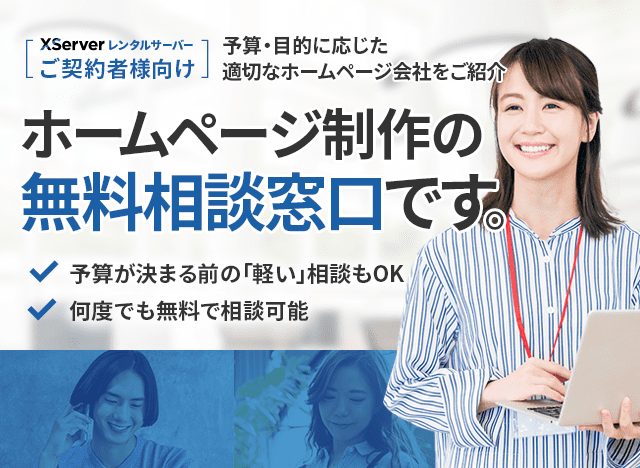 XServer レンタルサーバー
ご契約者様向け
予算・目的に応じた
適切なホームページ会社をご紹介
ホームページ制作の
無料相談窓口です。
予算が決まる前の「軽い」相談もOK
何度でも無料で相談可能